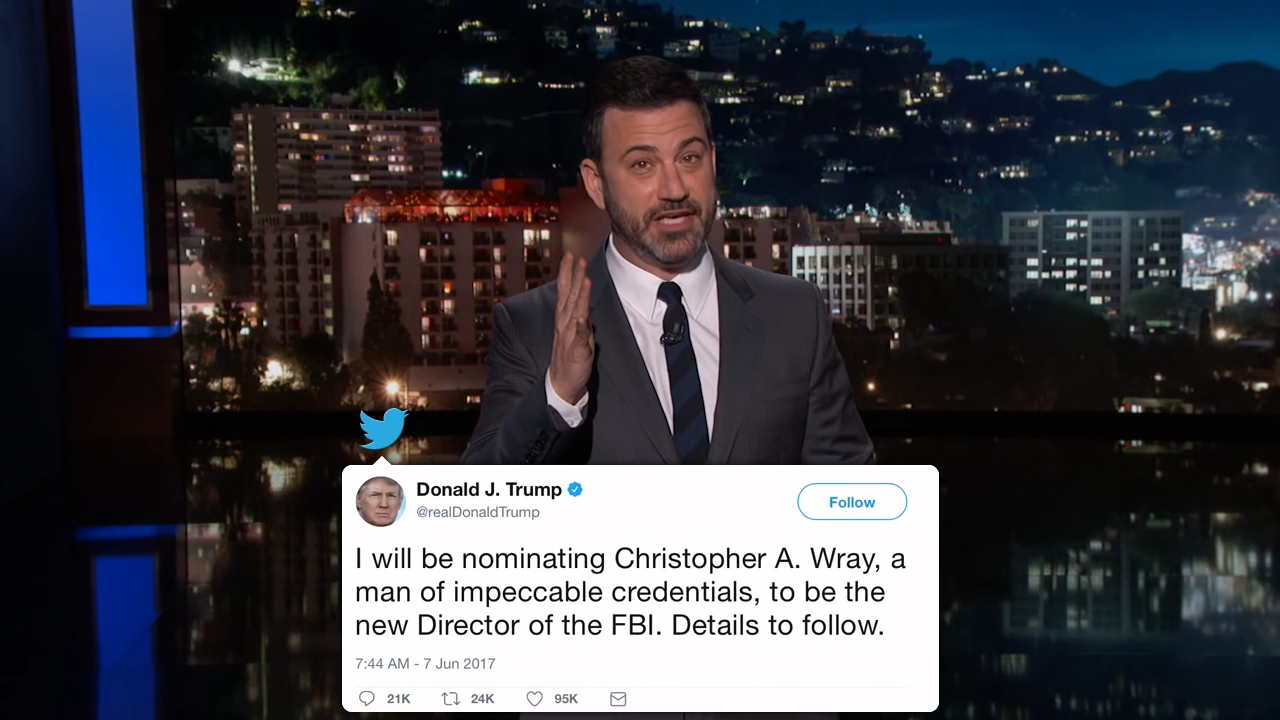 Donald J. Trump
@realDonaldTrump
Follow
I will be nominating Christopher A. Wray, a
man of impeccable credentials, to be the
new Director of the FBI. Details to follow.
7:44 AM - 7 Jun 2017
21K 24K 95K